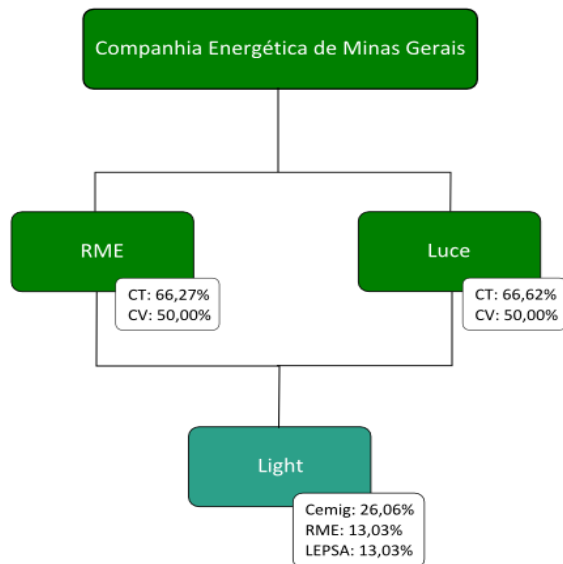 Companhia Energética de Minas Gerais
RME
CT: 66,27%
CV: 50,00%
Luce
CT: 66,62%
CV: 50,00%
Light
Cemig: 26,06%
RME: 13,03%
LEPSA: 13,03%